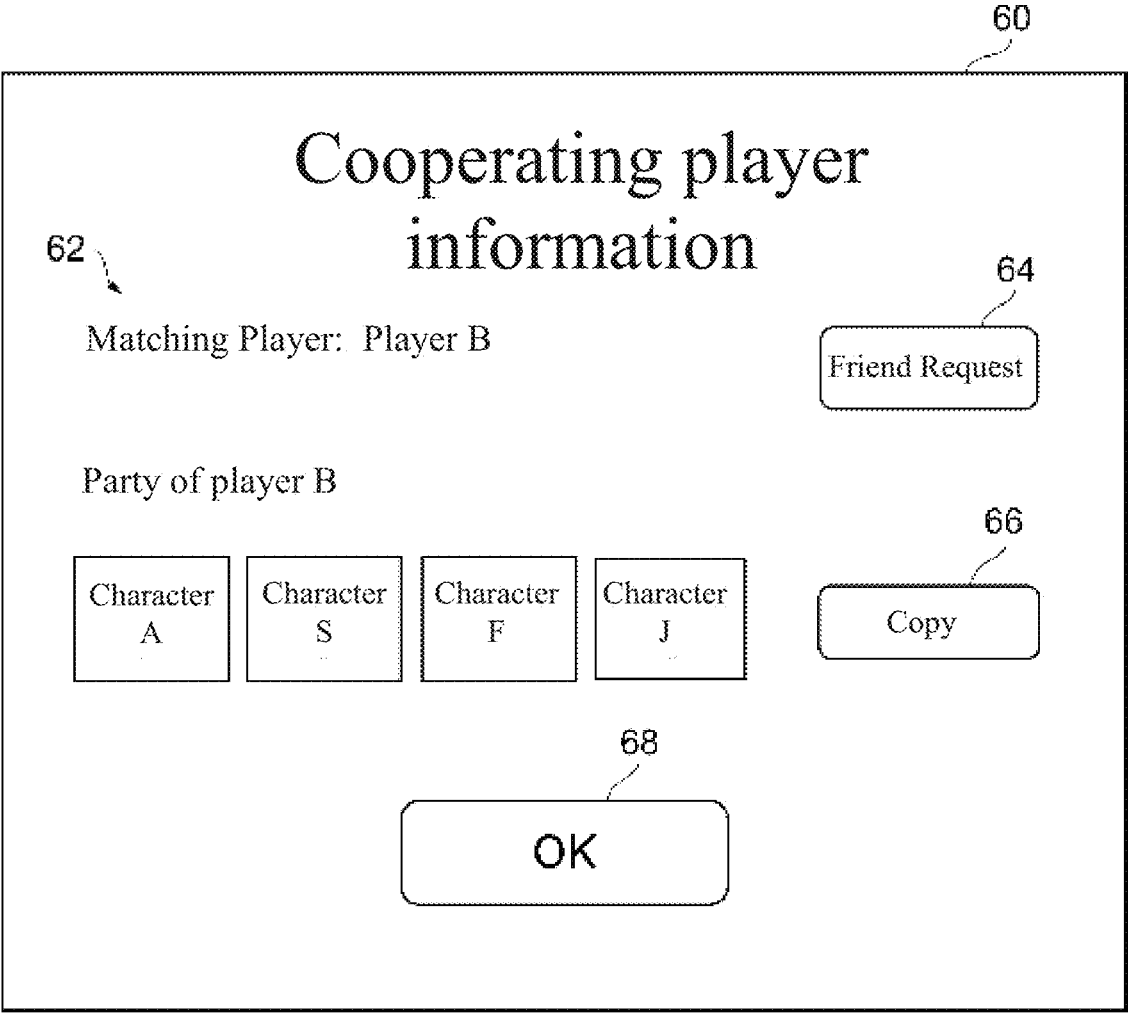 60
Cooperating player
information
62
64
Matching Player: Player B
Friend Request
Party of player B
66
Character
A
Character
S
Character
F
Character
J
Copy
68
OK